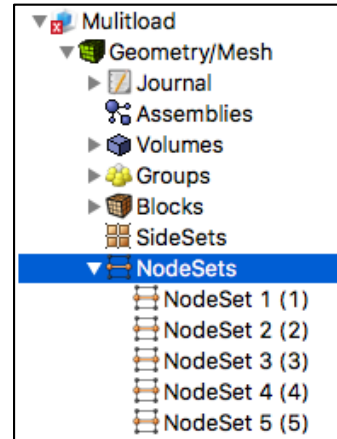 Mulitload
Geometry/Mesh
Journal
Assemblies
Volumes
Groups
Blocks
SideSets
NodeSets
NodeSet 1 (1)
NodeSet 2 (2)
NodeSet 3 (3)
NodeSet 4 (4)
NodeSet 5 (5)